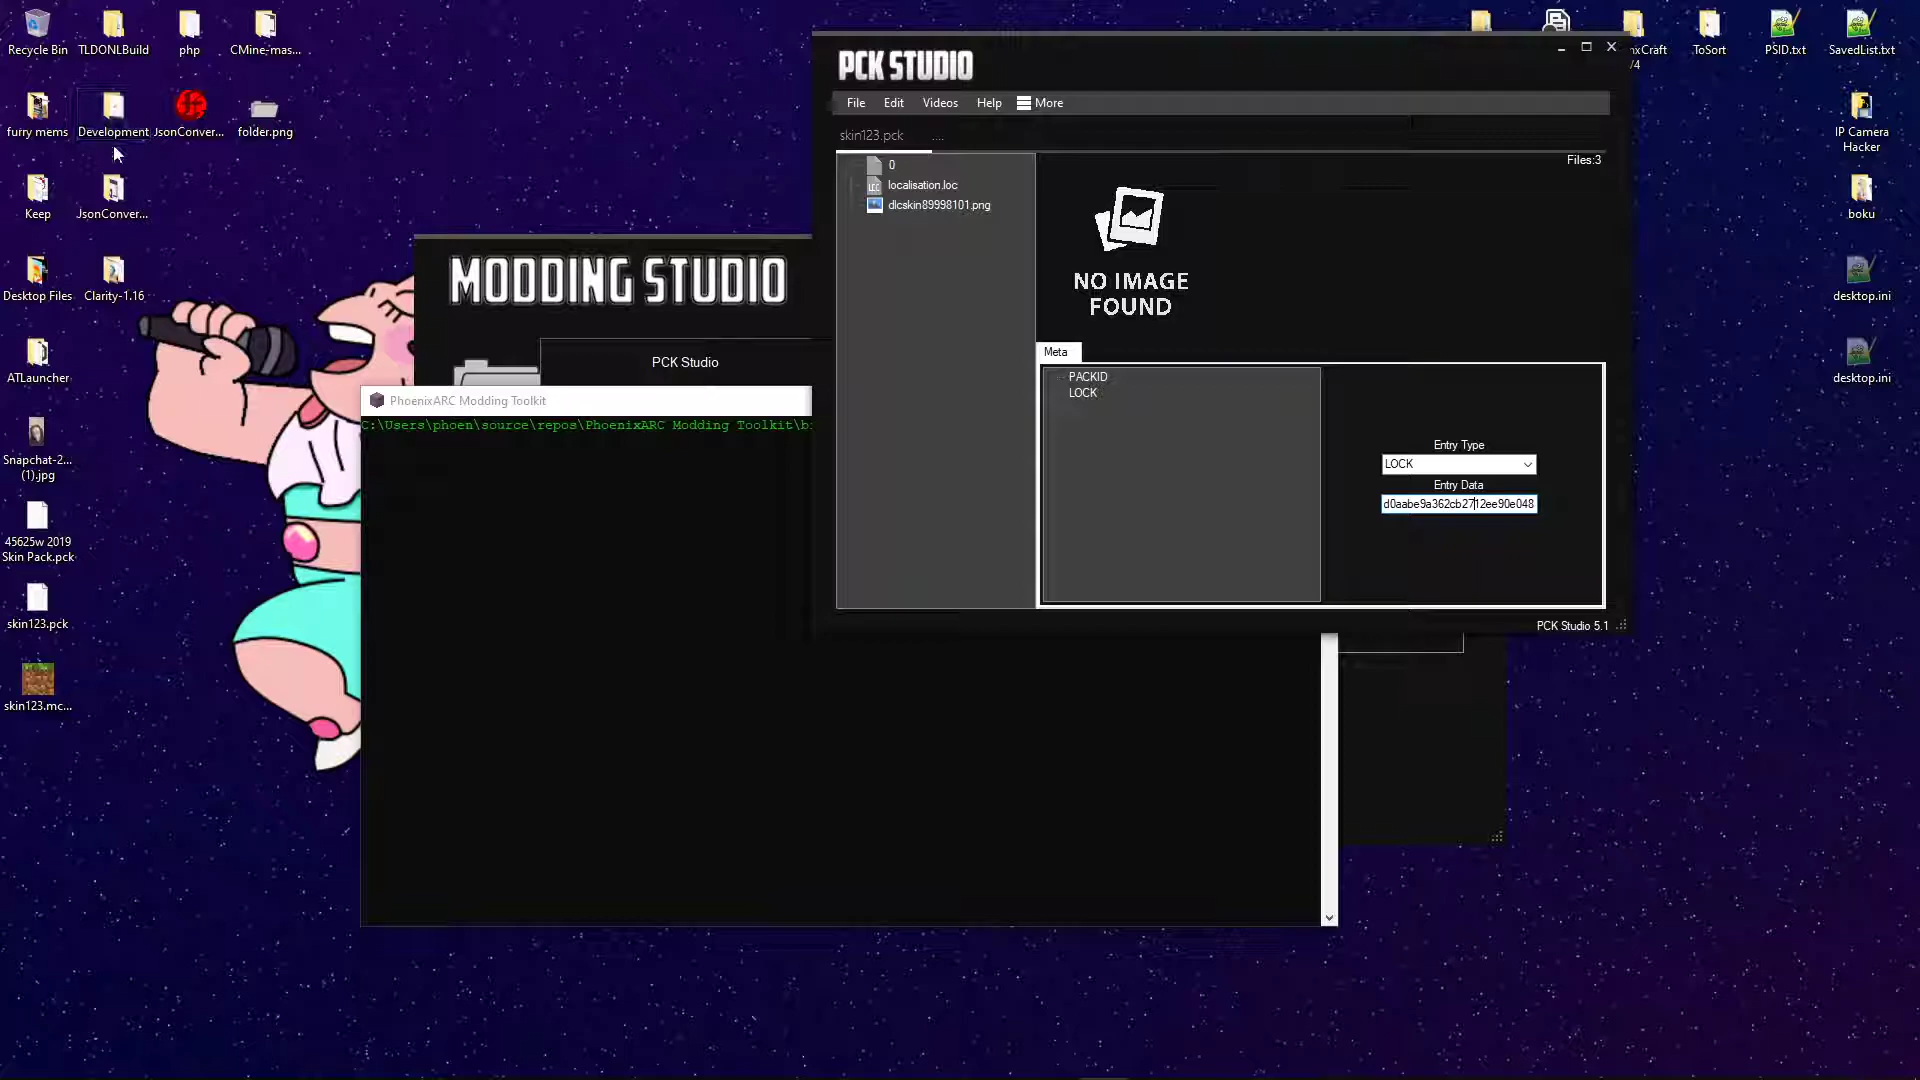 Recycle Bin
TLDONLBuild
php
CMine-mas...
furry mems
Development
JsonConver...
folder.png
Keep
JsonConver...
Desktop Files
Clarity-1.16
ATLauncher
Snapchat-2...
(1).jpg
45625w 2019
Skin Pack.pck
skin123.pck
skin123.mc...
MODDING STUDIO
PCK Studio
PhoenixARC Modding Toolkit
C:\Users\phoen\source\repos\PhoenixARC Modding Toolkit\b
PCK STUDIO
File
Edit
Videos
Help
More
skin123.pck
....
0
localisation.loc
dlcskin89998101.png
Files:3
NO IMAGE
FOUND
Meta
PACKID
LOCK
Entry Type
LOCK
Entry Data
d0aabe9a362cb2712ee90e048
PCK Studio 5.1
nxCraft
/4
ToSort
PSID.txt
SavedList.txt
IP Camera
Hacker
boku
desktop.ini
desktop.ini